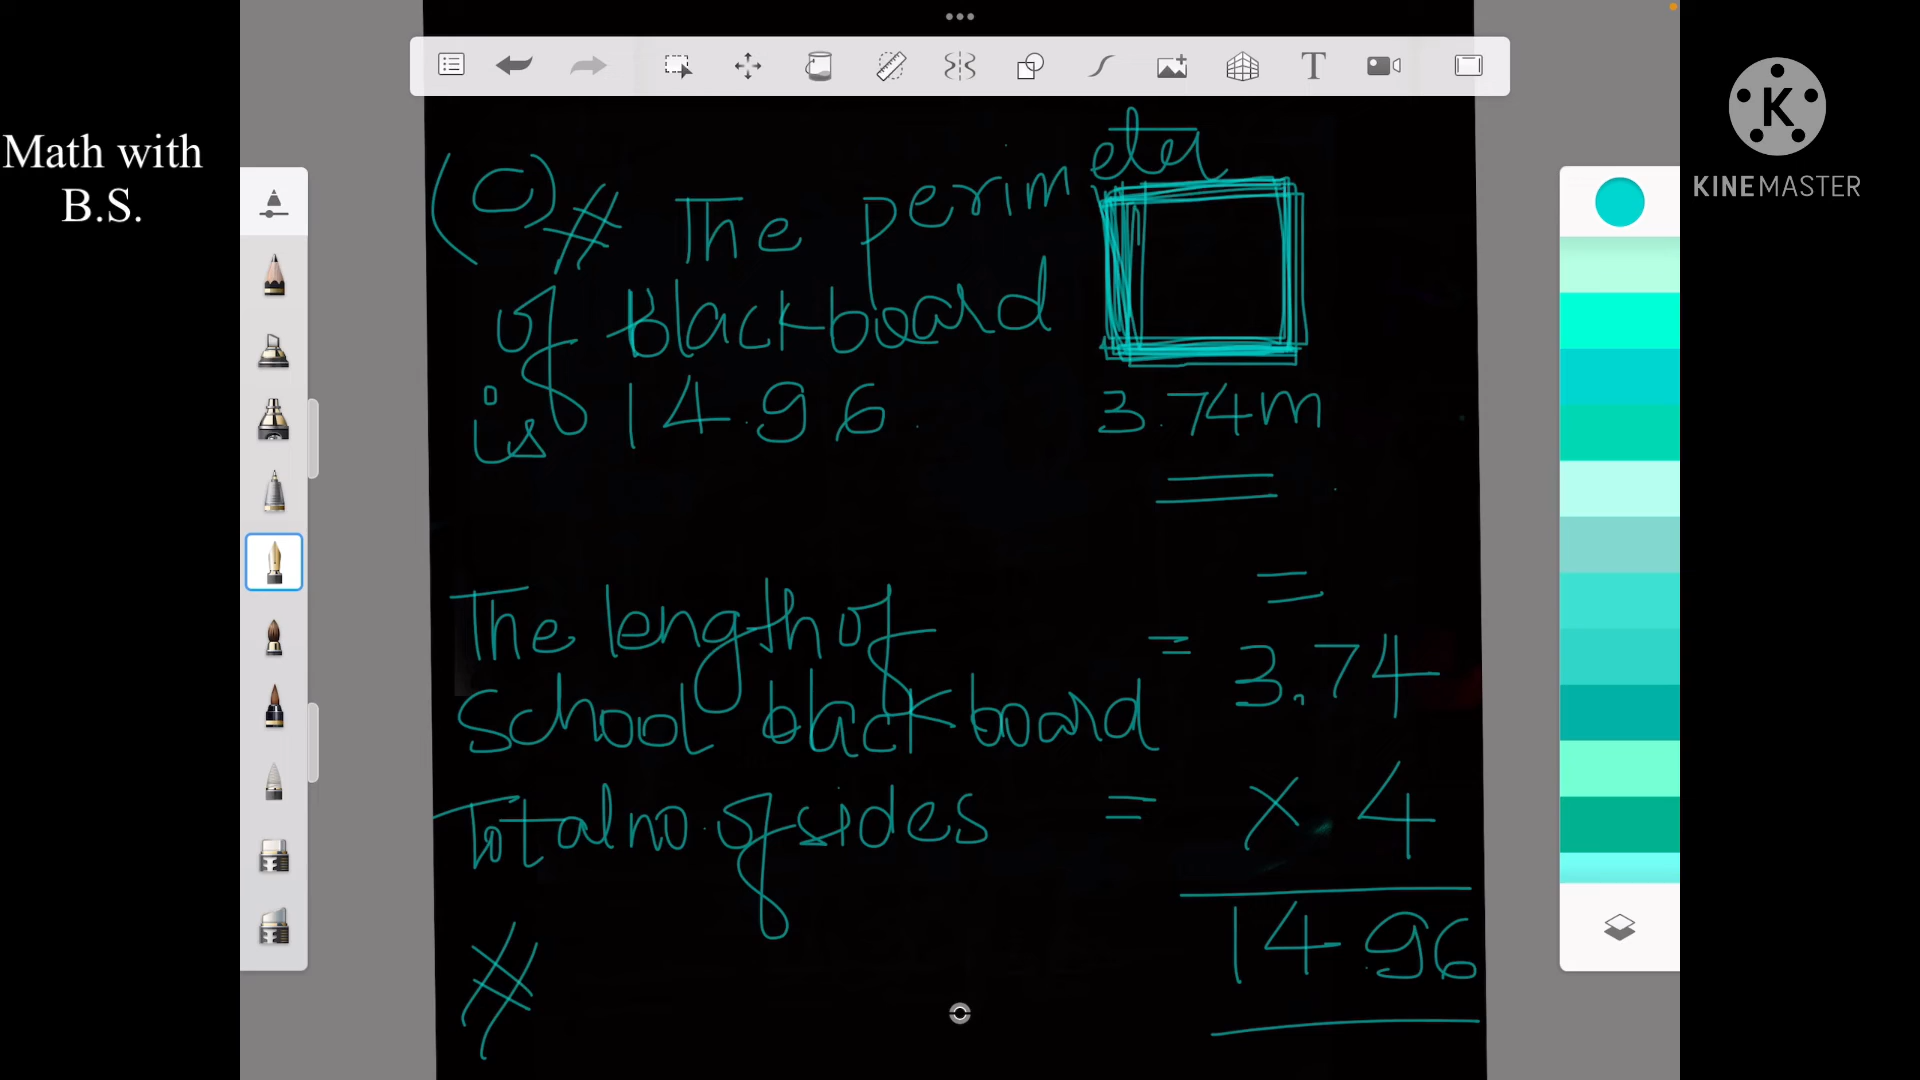 Math with
B.S.
KINEMASTER
(C) # The perimeter
of blackboard
is 14.96.
3.74m
=
The length of
school blackboard = 3.74
Total no. of sides = × 4
14.96
#